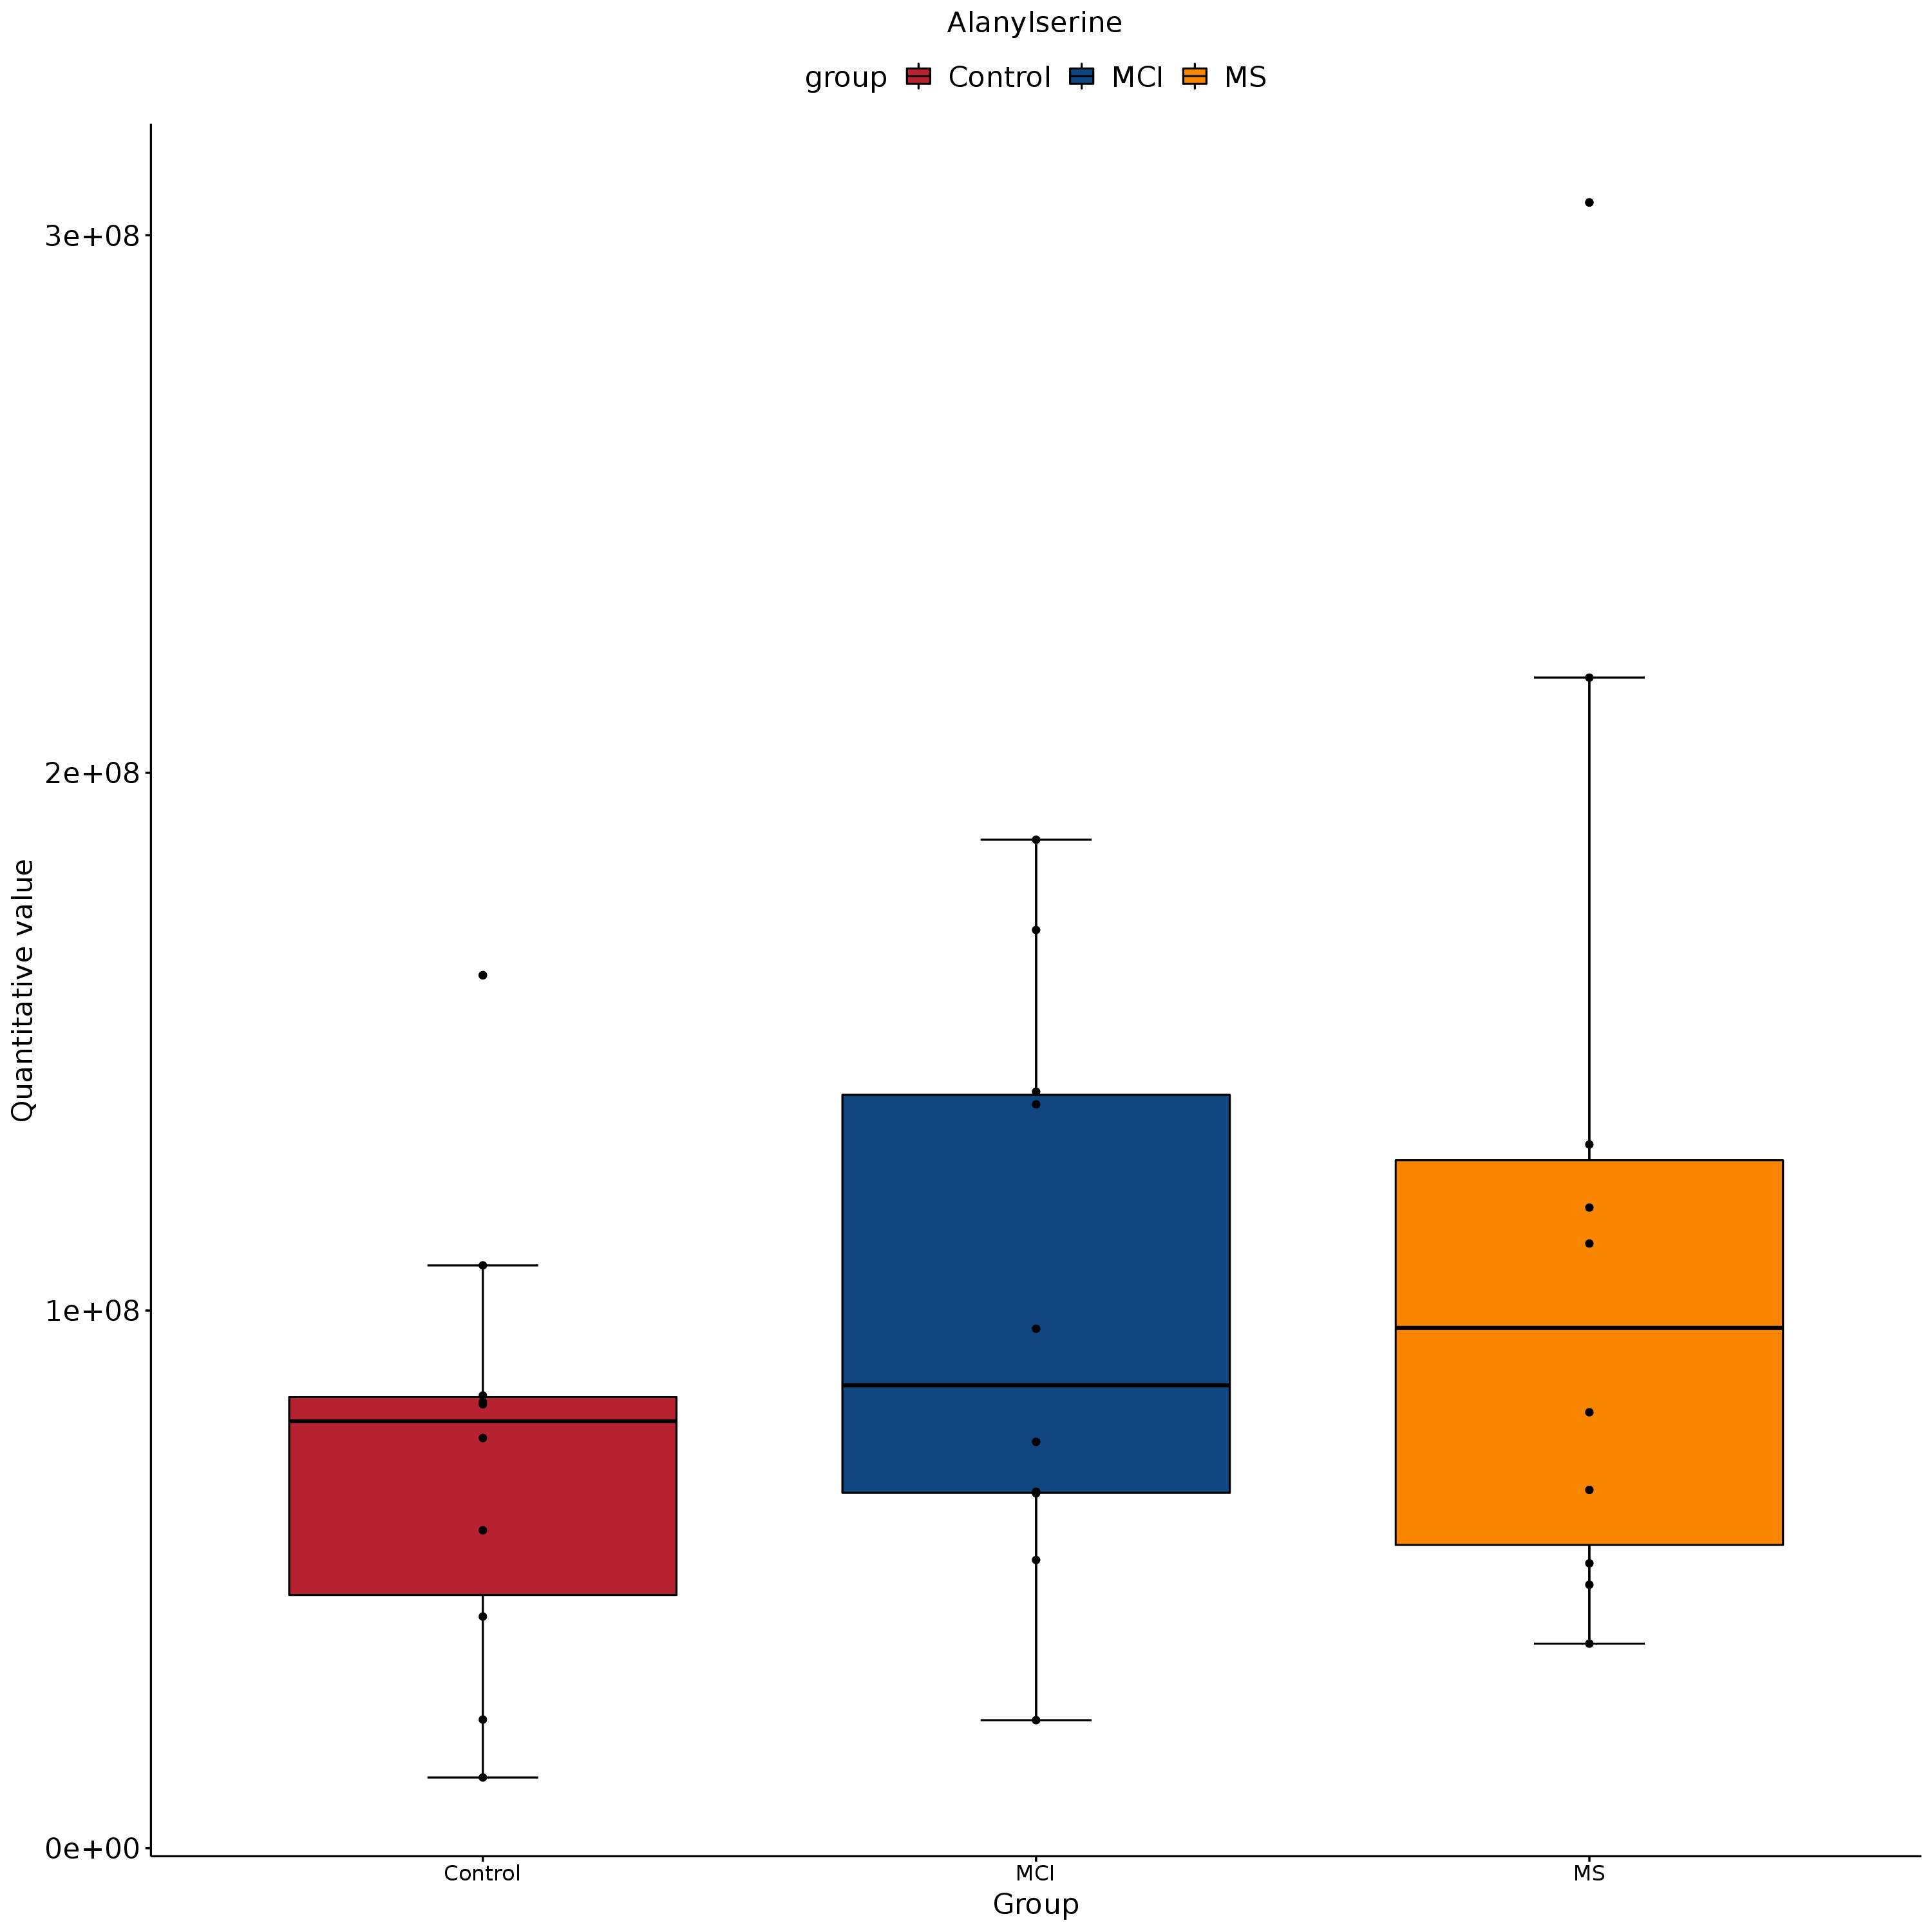 Alanylserine
group Control MCI MS
3e+08
2e+08
1e+08
0e+00
Quantitative value
Control MCI MS
Group